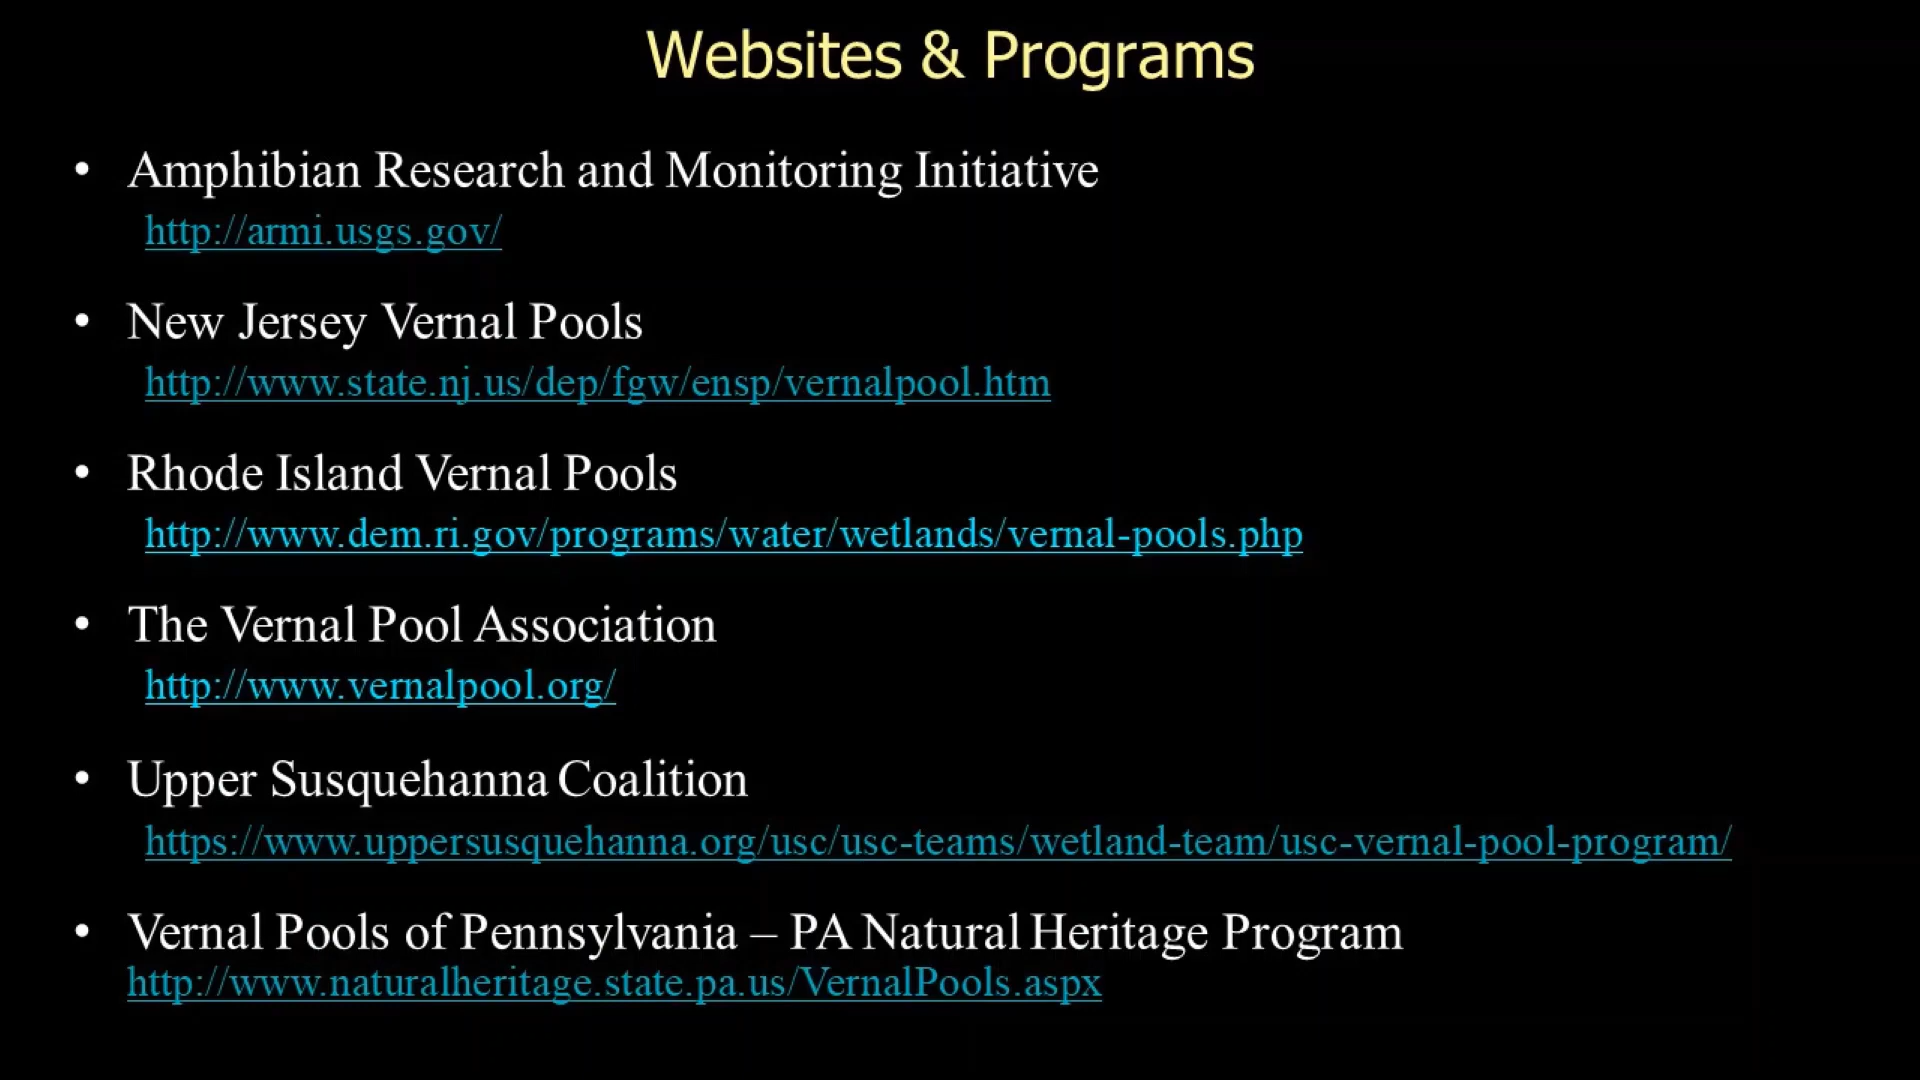 Websites & Programs
• Amphibian Research and Monitoring Initiative
http://armi.usgs.gov/
• New Jersey Vernal Pools
http://www.state.nj.us/dep/fgw/ensp/vernalpool.htm
• Rhode Island Vernal Pools
http://www.dem.ri.gov/programs/water/wetlands/vernal-pools.php
• The Vernal Pool Association
http://www.vernalpool.org/
• Upper Susquehanna Coalition
https://www.uppersusquehanna.org/usc/usc-teams/wetland-team/usc-vernal-pool-program/
• Vernal Pools of Pennsylvania – PA Natural Heritage Program
http://www.naturalheritage.state.pa.us/VernalPools.aspx